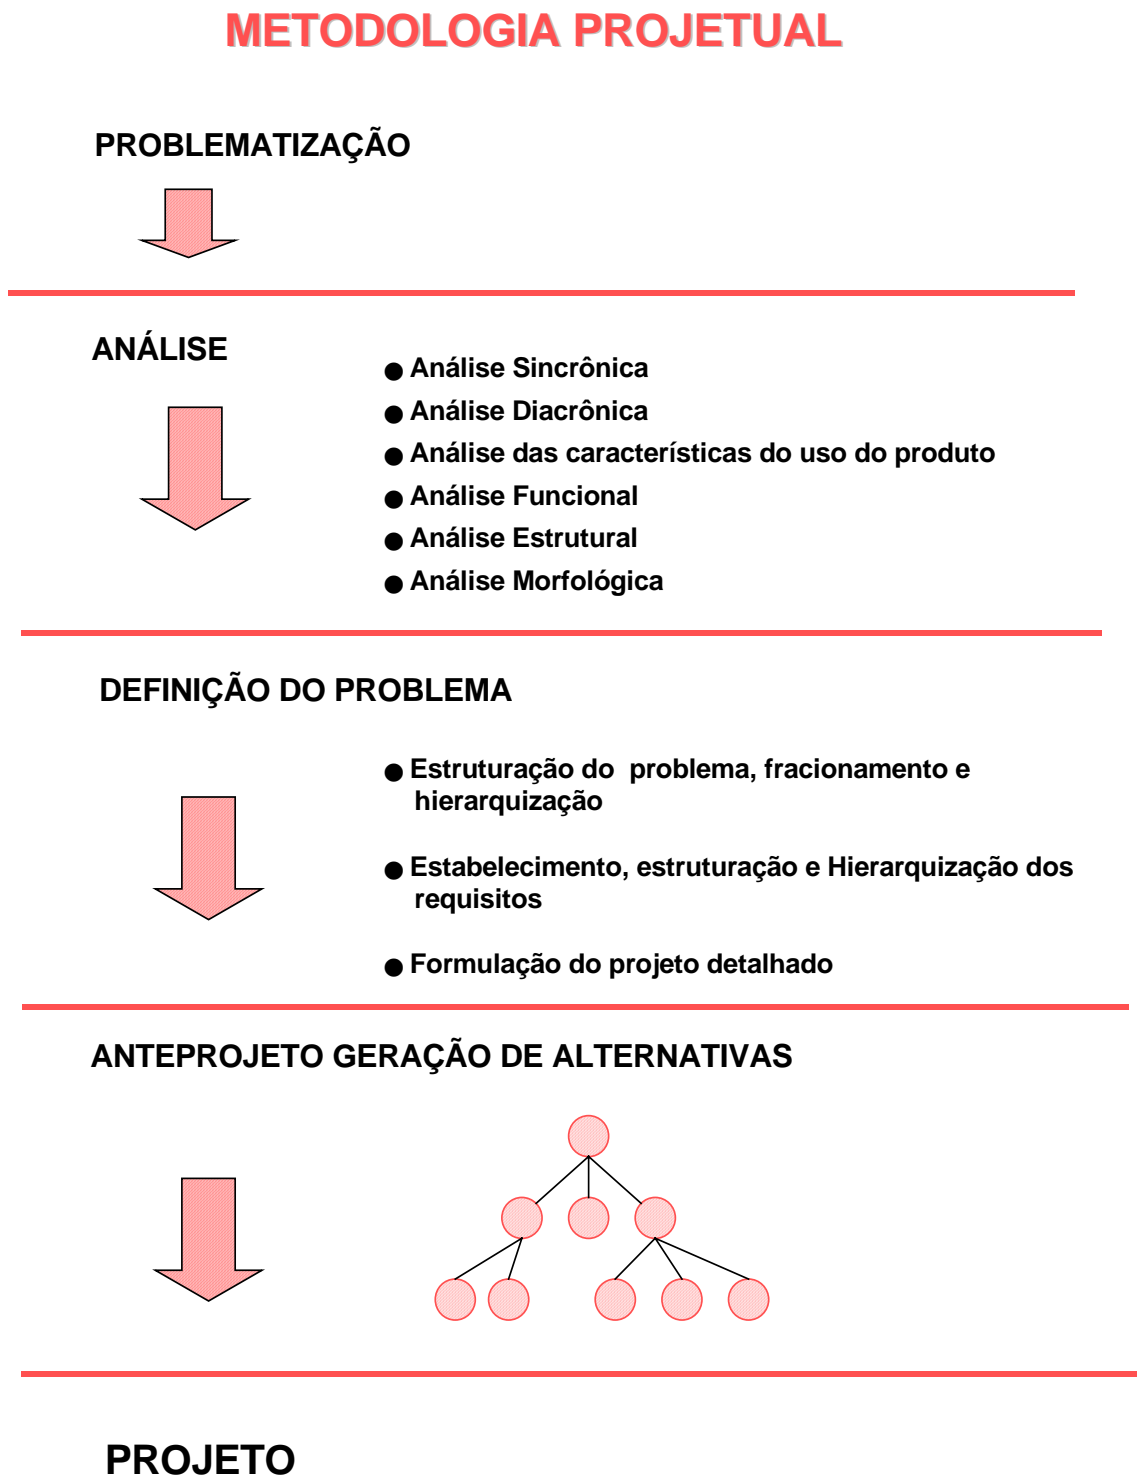 METODOLOGIA PROJETUAL
PROBLEMATIZAÇÃO
ANÁLISE
● Análise Sincrônica
● Análise Diacrônica
● Análise das características do uso do produto
● Análise Funcional
● Análise Estrutural
● Análise Morfológica
DEFINIÇÃO DO PROBLEMA
● Estruturação do problema, fracionamento e
hierarquização
● Estabelecimento, estruturação e Hierarquização dos
requisitos
● Formulação do projeto detalhado
ANTEPROJETO GERAÇÃO DE ALTERNATIVAS
PROJETO